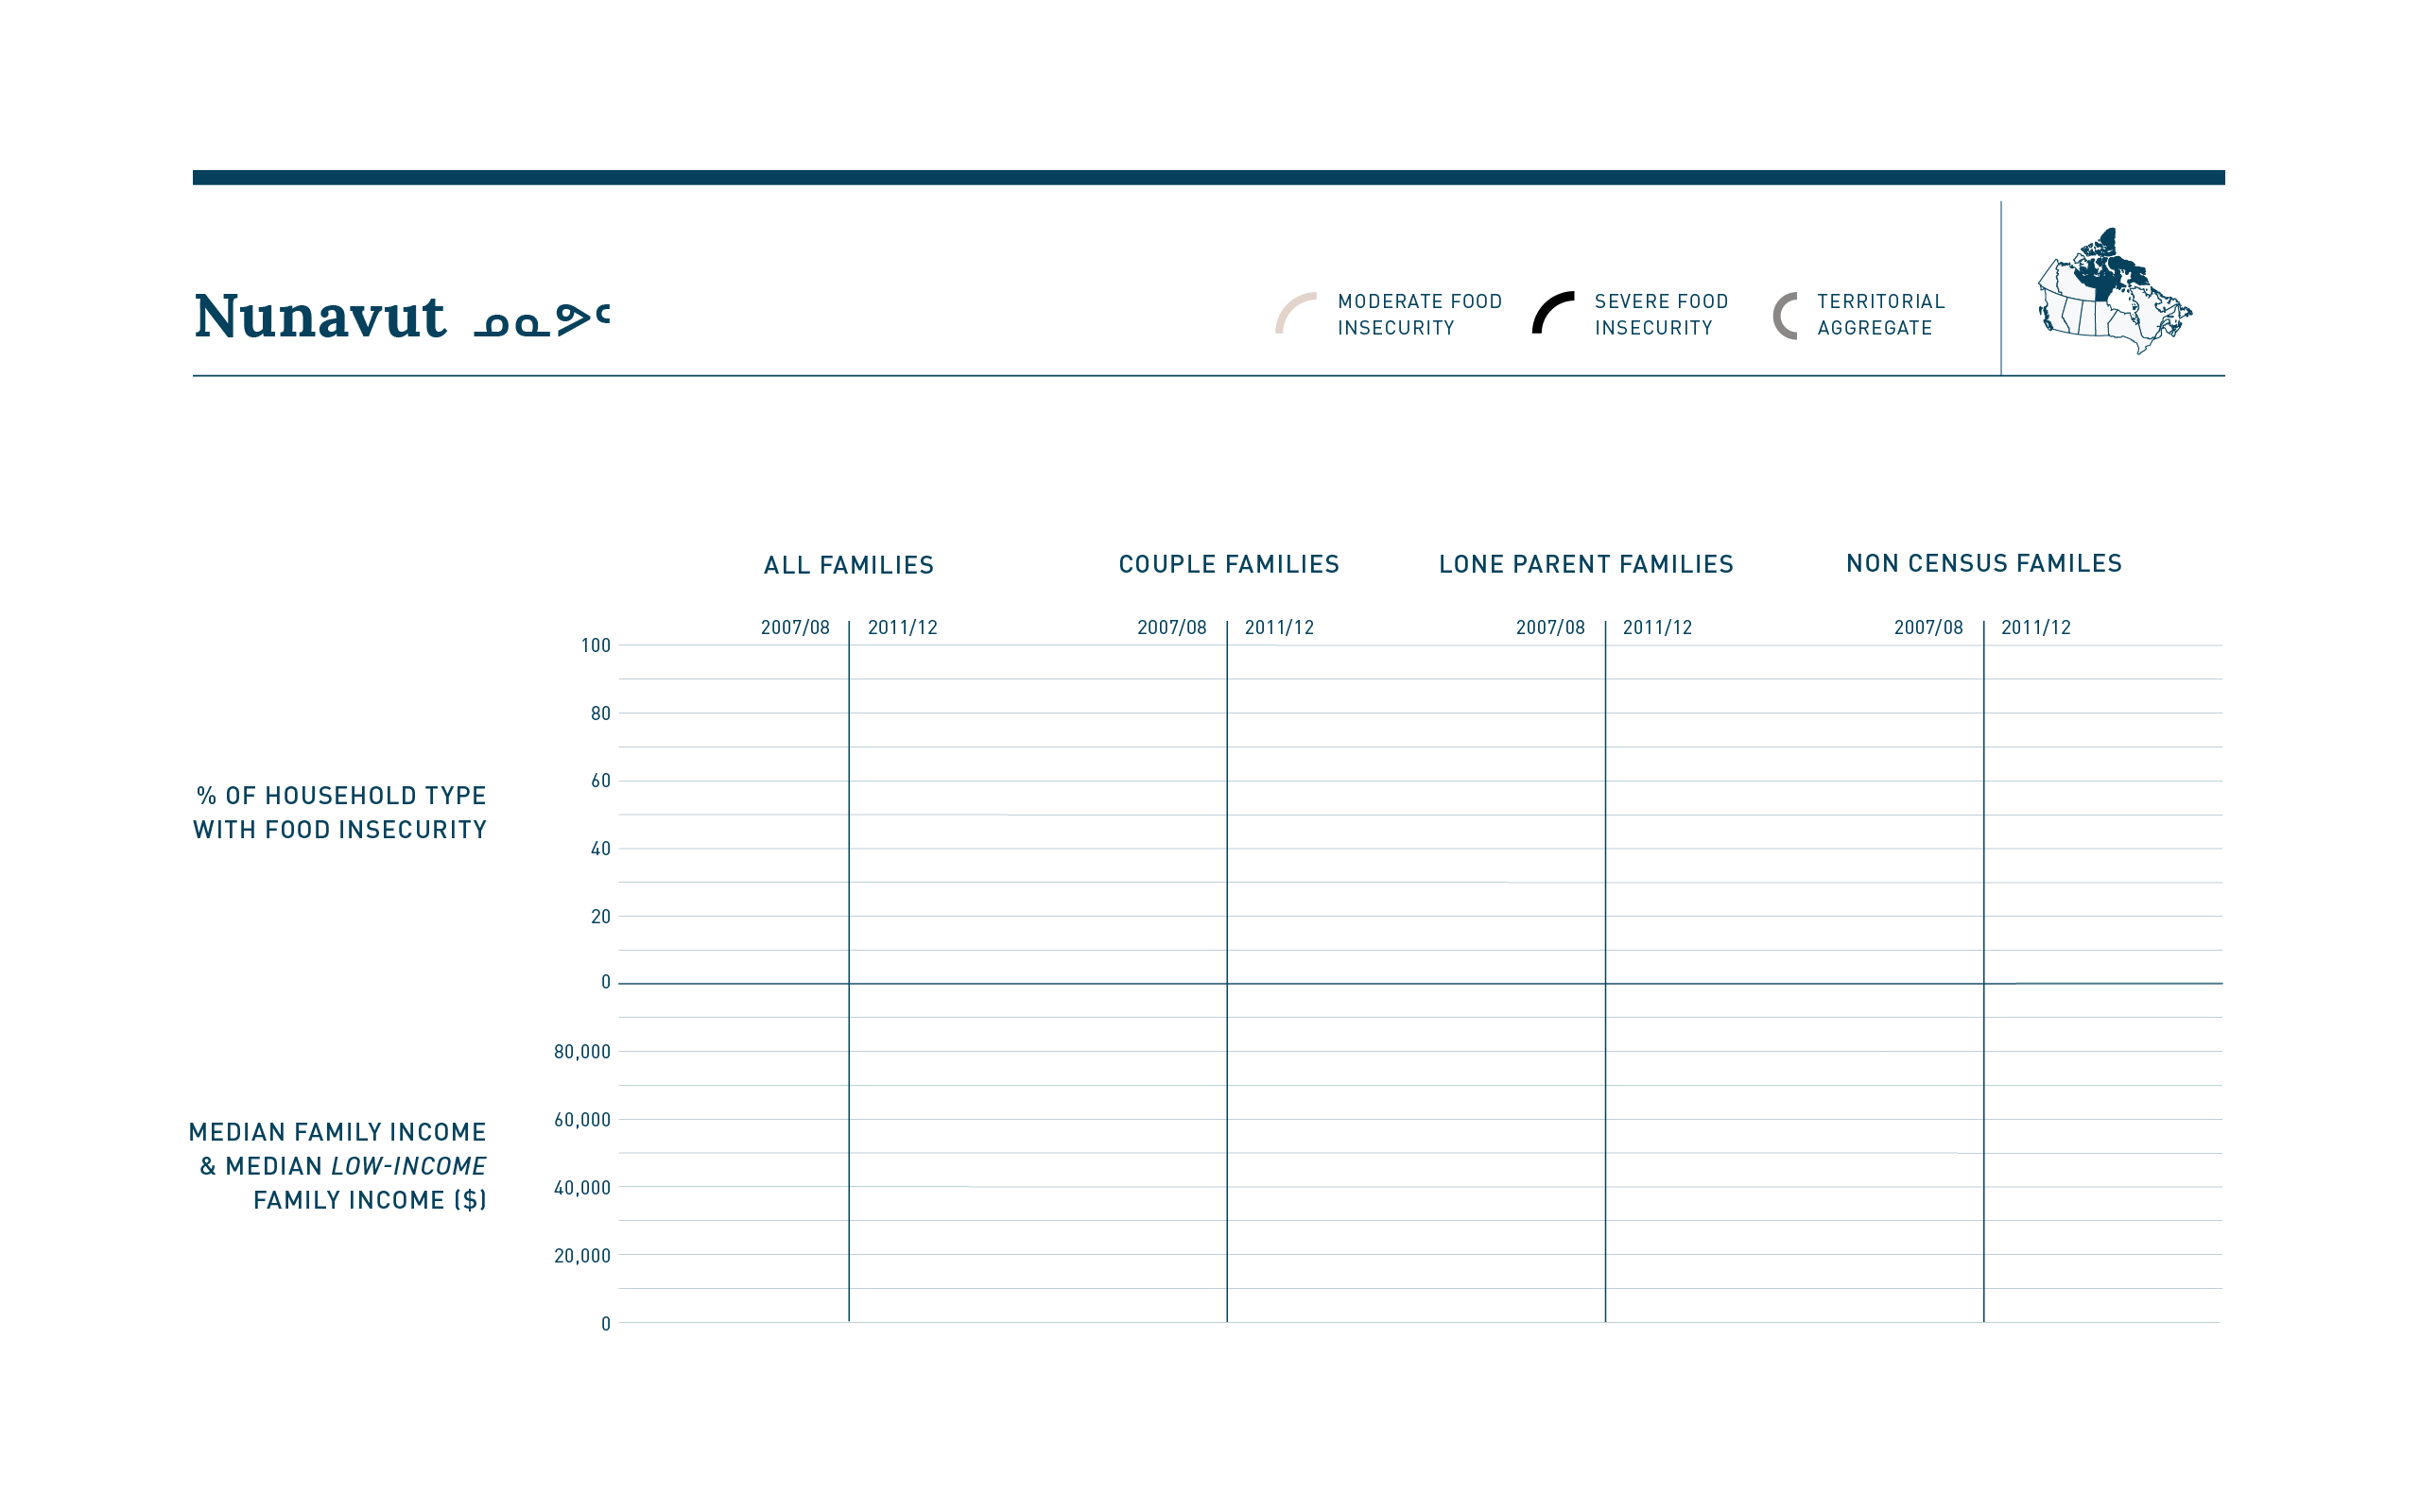 Nunavut ᓄᓇᕗᑦ
MODERATE FOOD
INSECURITY
SEVERE FOOD
INSECURITY
TERRITORIAL
AGGREGATE
ALL FAMILIES
COUPLE FAMILIES
LONE PARENT FAMILIES
NON CENSUS FAMILES
2007/08 2011/12
2007/08 2011/12
2007/08 2011/12
2007/08 2011/12
% OF HOUSEHOLD TYPE
WITH FOOD INSECURITY
100
80
60
40
20
0
MEDIAN FAMILY INCOME
& MEDIAN LOW-INCOME
FAMILY INCOME ($)
80,000
60,000
40,000
20,000
0